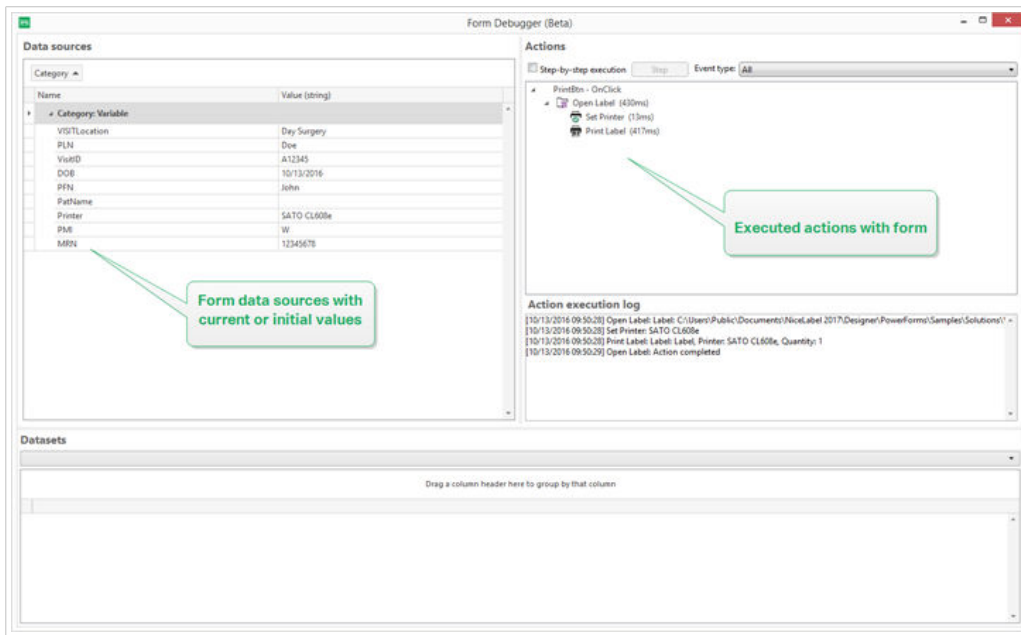 Form Debugger (Beta)
Data sources
Category
Name Value (string)
Category: Variable
VISITLocation Day Surgery
PLN Doe
VisitID A12345
DOB 10/13/2016
PFN John
PatName
Printer SATO CL608e
PMI W
MRN 12345678
Form data sources with
current or initial values
Actions
Step-by-step execution Step Event type: All
PrintBtn - OnClick
Open Label (430ms)
Set Printer (13ms)
Print Label (417ms)
Executed actions with form
Action execution log
[10/13/2016 09:50:28] Open Label: Label: C:\Users\Public\Documents\NiceLabel 2017\Designer\PowerForms\Samples\Solutions\
[10/13/2016 09:50:28] Set Printer: SATO CL608e
[10/13/2016 09:50:28] Print Label: Label: Label, Printer: SATO CL608e, Quantity: 1
[10/13/2016 09:50:29] Open Label: Action completed
Datasets
Drag a column header here to group by that column